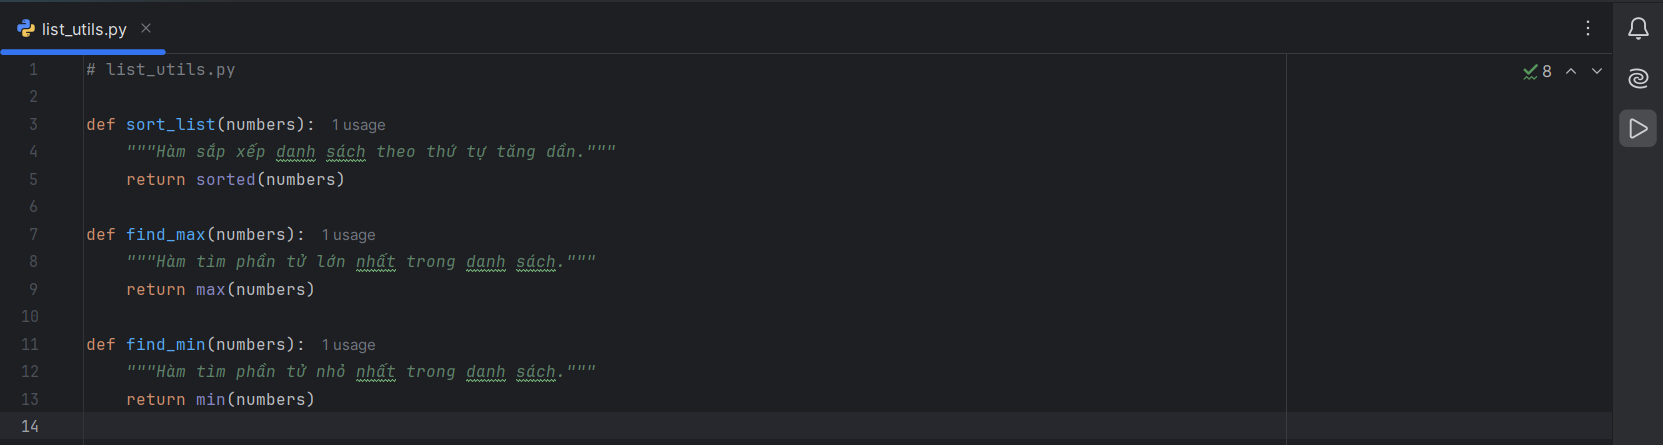 list_utils.py
8
1 # list_utils.py
2
3 def sort_list(numbers): 1 usage
4 """Hàm sắp xếp danh sách theo thứ tự tăng dần."""
5 return sorted(numbers)
6
7 def find_max(numbers): 1 usage
8 """Hàm tìm phần tử lớn nhất trong danh sách."""
9 return max(numbers)
10
11 def find_min(numbers): 1 usage
12 """Hàm tìm phần tử nhỏ nhất trong danh sách."""
13 return min(numbers)
14